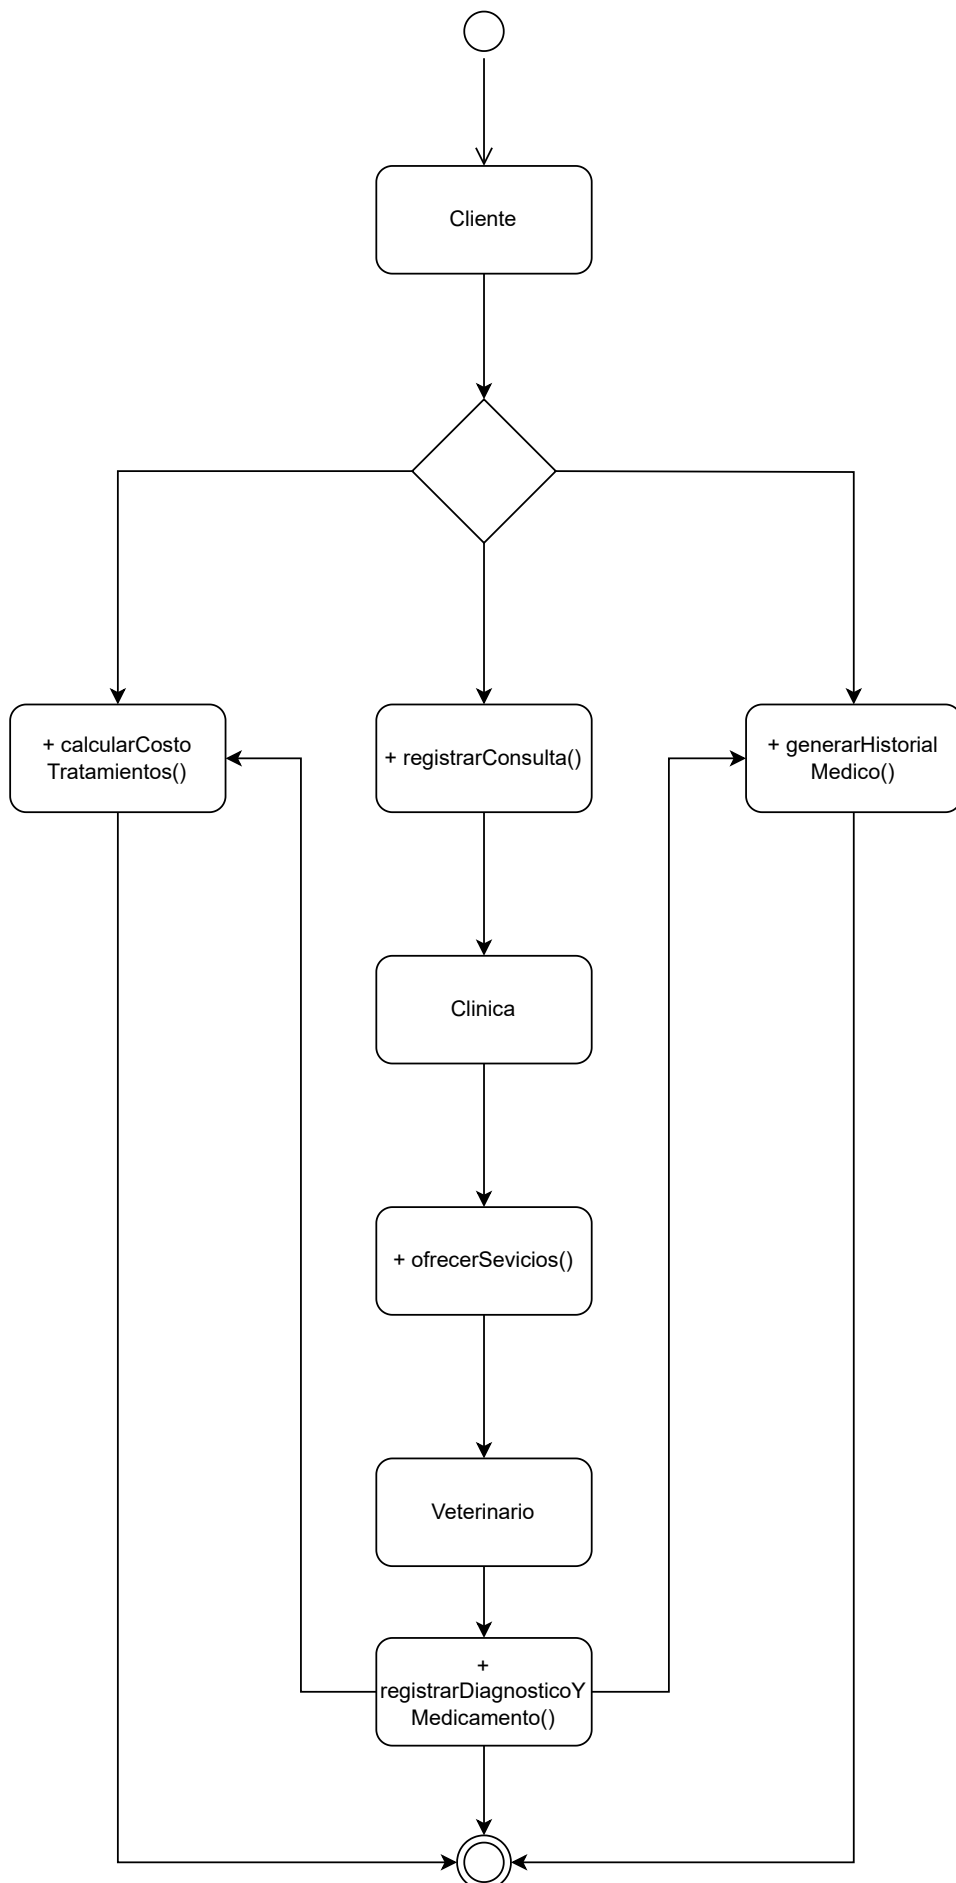 Cliente
+ calcularCosto
Tratamientos()
+ registrarConsulta()
+ generarHistorial
Medico()
Clinica
+ ofrecerSevicios()
Veterinario
+
registrarDiagnosticoY
Medicamento()